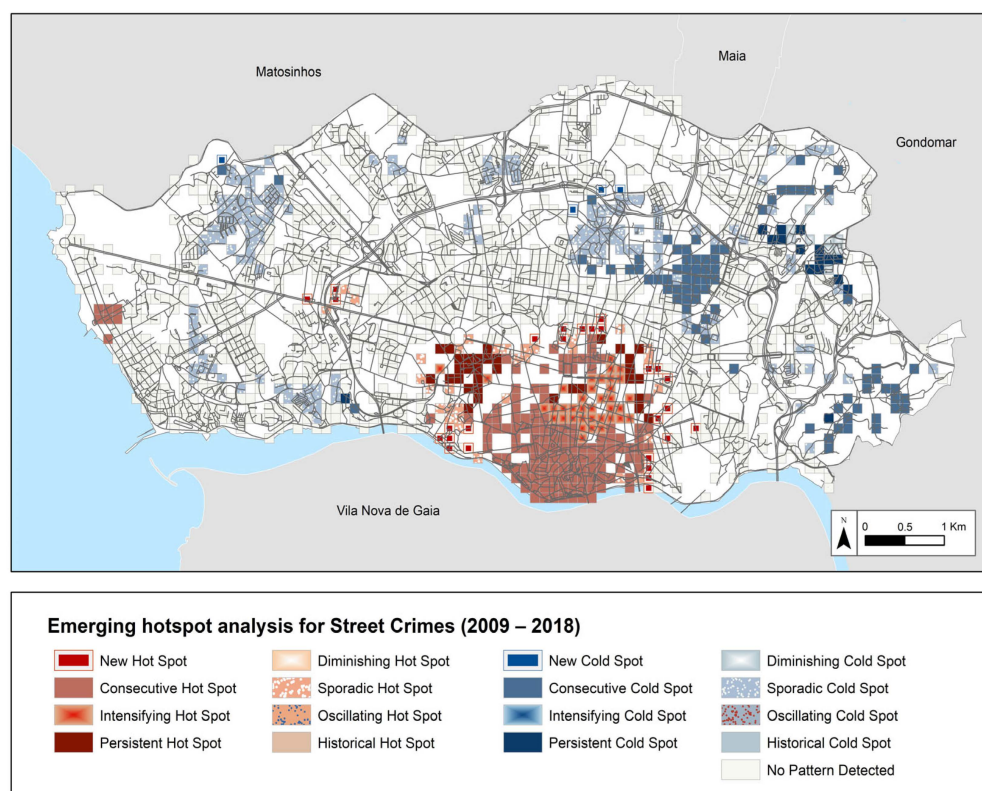 Maia
Matosinhos
Gondomar
Vila Nova de Gaia
N
0 0.5 1 Km
Emerging hotspot analysis for Street Crimes (2009 – 2018)
New Hot Spot
Diminishing Hot Spot
New Cold Spot
Diminishing Cold Spot
Consecutive Hot Spot
Sporadic Hot Spot
Consecutive Cold Spot
Sporadic Cold Spot
Intensifying Hot Spot
Oscillating Hot Spot
Intensifying Cold Spot
Oscillating Cold Spot
Persistent Hot Spot
Historical Hot Spot
Persistent Cold Spot
Historical Cold Spot
No Pattern Detected